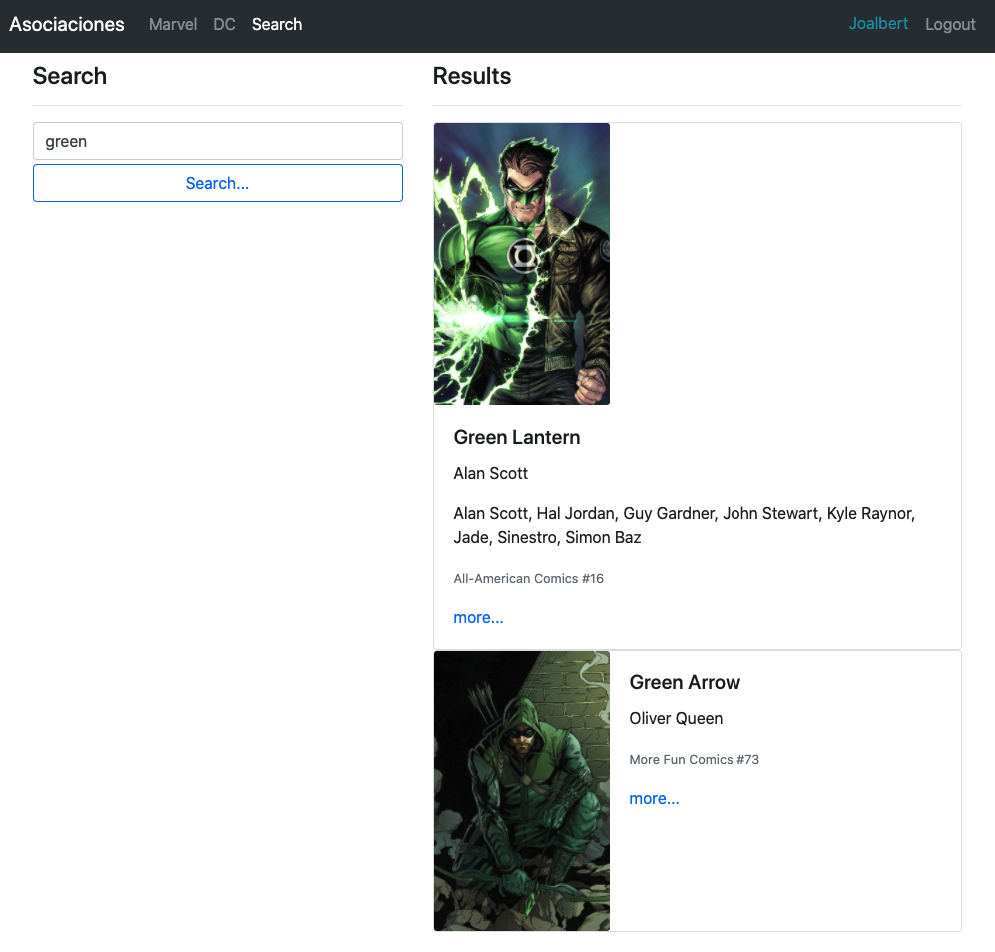 Asociaciones Marvel DC Search Joalbert Logout
Search
green
Search...
Results
Green Lantern
Alan Scott
Alan Scott, Hal Jordan, Guy Gardner, John Stewart, Kyle Raynor,
Jade, Sinestro, Simon Baz
All-American Comics #16
more...
Green Arrow
Oliver Queen
More Fun Comics #73
more...